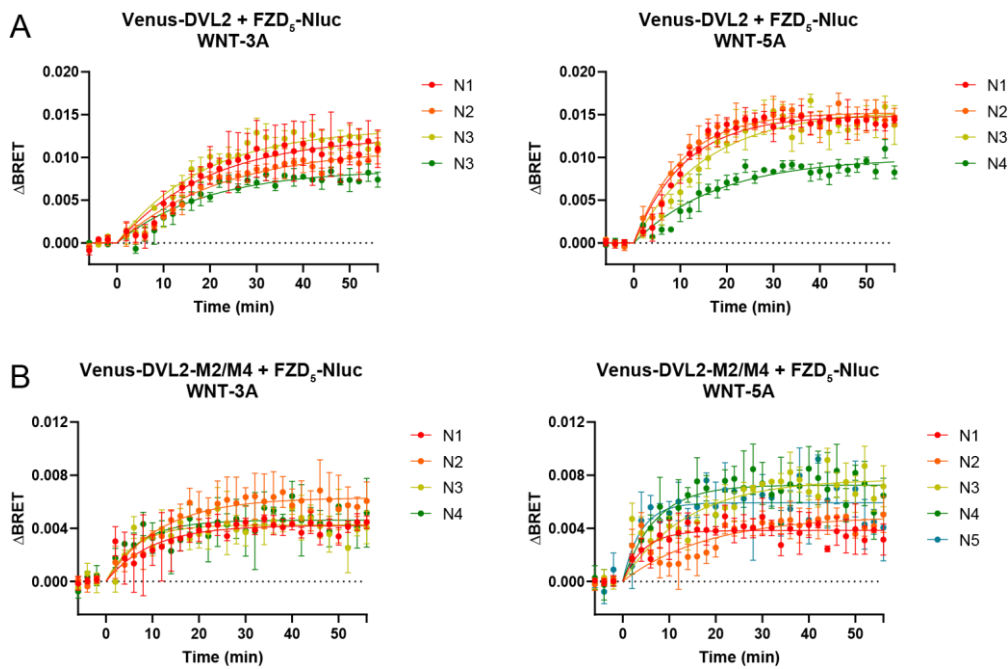 A
Venus-DVL2 + FZD₅-Nluc
WNT-3A
ΔBRET
0.020
0.015
0.010
0.005
0.000
0 10 20 30 40 50
Time (min)
N1
N2
N3
N3
Venus-DVL2 + FZD₅-Nluc
WNT-5A
ΔBRET
0.020
0.015
0.010
0.005
0.000
0 10 20 30 40 50
Time (min)
N1
N2
N3
N4
B
Venus-DVL2-M2/M4 + FZD₅-Nluc
WNT-3A
ΔBRET
0.012
0.008
0.004
0.000
0 10 20 30 40 50
Time (min)
N1
N2
N3
N4
Venus-DVL2-M2/M4 + FZD₅-Nluc
WNT-5A
ΔBRET
0.012
0.008
0.004
0.000
0 10 20 30 40 50
Time (min)
N1
N2
N3
N4
N5